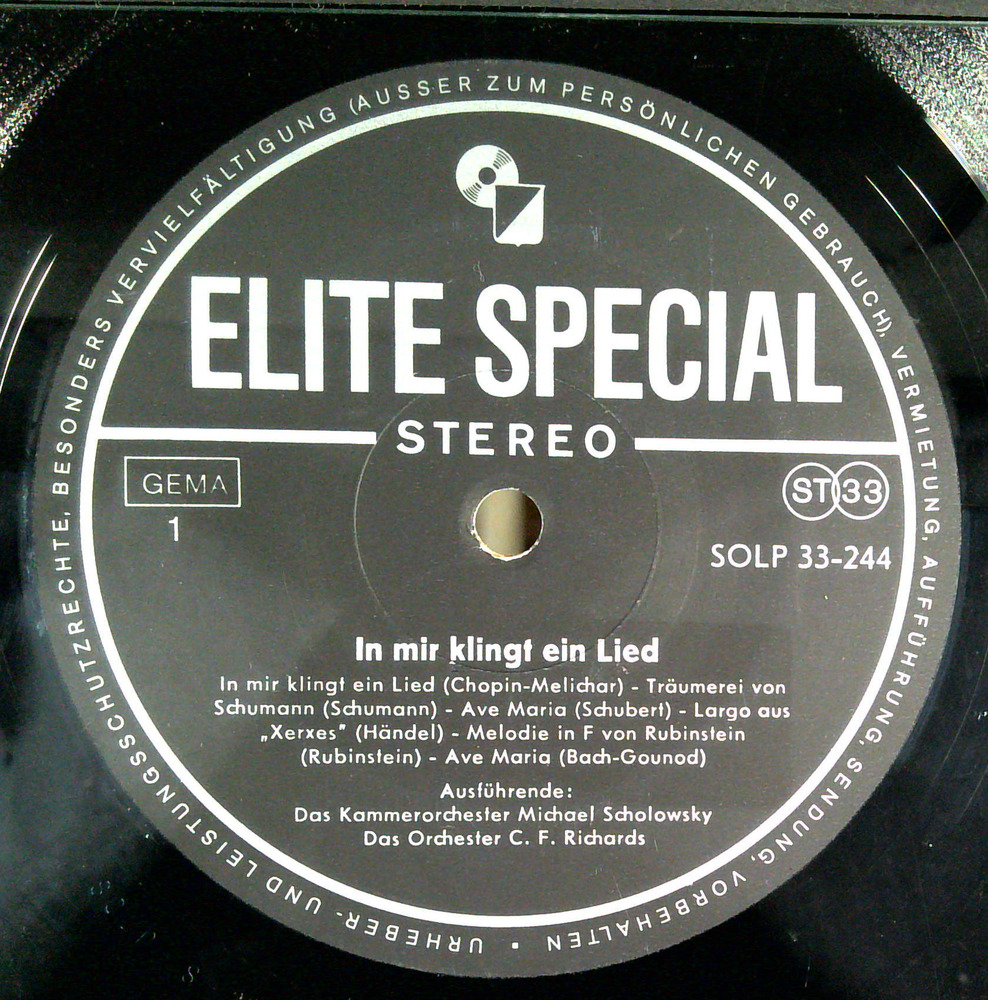 URHEBER- UND LEISTUNGSSCHUTZRECHTE, BESONDERS VERVIELFÄLTIGUNG (AUSSER ZUM PERSÖNLICHEN GEBRAUCH), VERMIETUNG, AUFFÜHRUNG, SENDUNG, VORBEHALTEN •
ELITE SPECIAL
STEREO
GEMA
1
ST 33
SOLP 33-244
In mir klingt ein Lied
In mir klingt ein Lied (Chopin-Melichar) - Träumerei von
Schumann (Schumann) - Ave Maria (Schubert) - Largo aus
„Xerxes" (Händel) - Melodie in F von Rubinstein
(Rubinstein) - Ave Maria (Bach-Gounod)
Ausführende:
Das Kammerorchester Michael Scholowsky
Das Orchester C. F. Richards